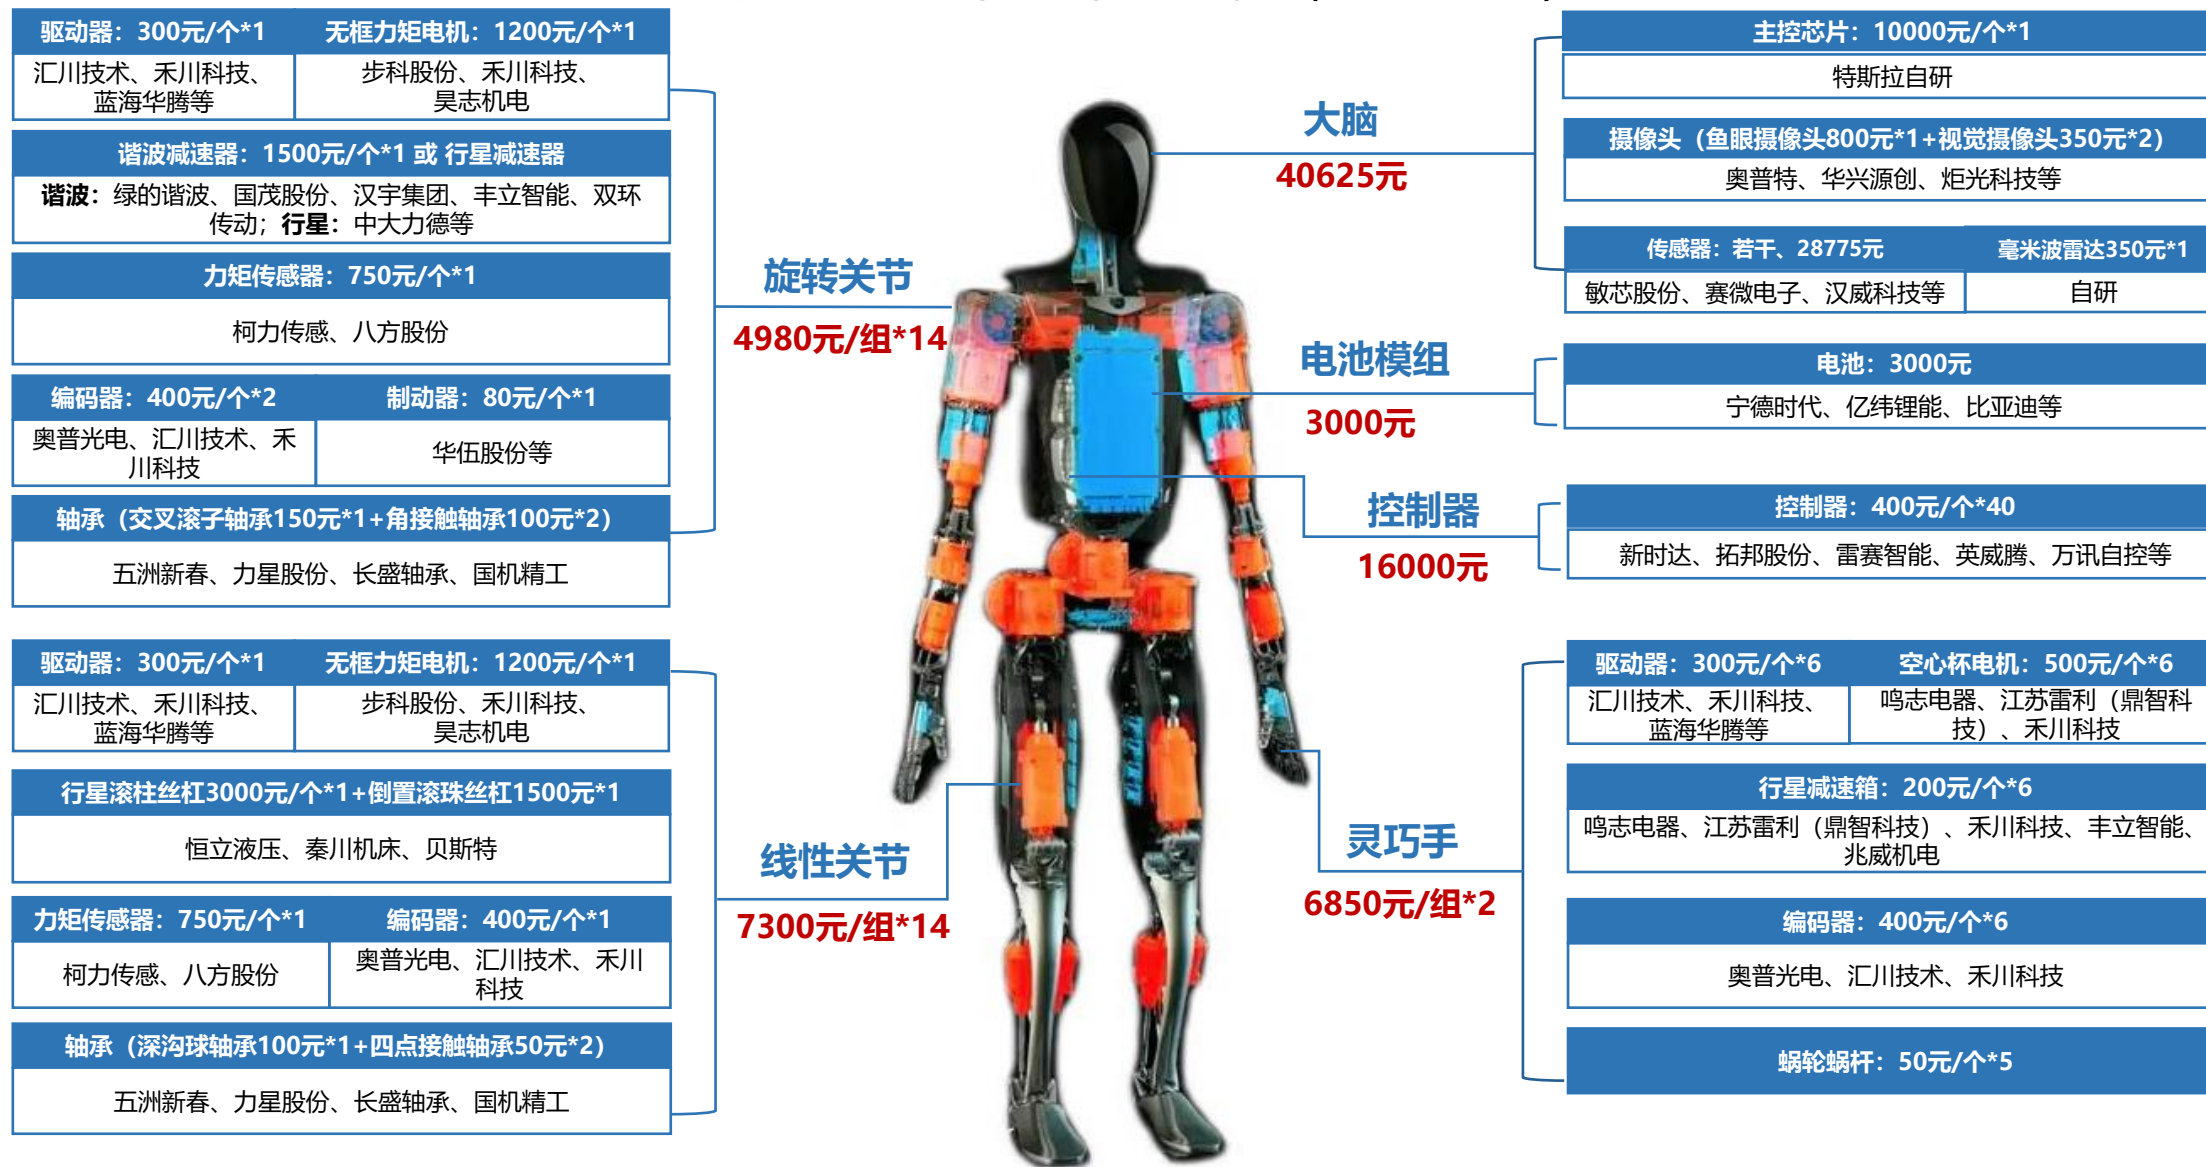 驱动器：300元/个*1
无框力矩电机：1200元/个*1
汇川技术、禾川科技、
蓝海华腾等
步科股份、禾川科技、
昊志机电
谐波减速器：1500元/个*1 或 行星减速器
谐波：绿的谐波、国茂股份、汉宇集团、丰立智能、双环
传动；行星：中大力德等
力矩传感器：750元/个*1
柯力传感、八方股份
编码器：400元/个*2
制动器：80元/个*1
奥普光电、汇川技术、禾
川科技
华伍股份等
轴承（交叉滚子轴承150元*1+角接触轴承100元*2）
五洲新春、力星股份、长盛轴承、国机精工
旋转关节
4980元/组*14
驱动器：300元/个*1
无框力矩电机：1200元/个*1
汇川技术、禾川科技、
蓝海华腾等
步科股份、禾川科技、
昊志机电
行星滚柱丝杠3000元/个*1+倒置滚珠丝杠1500元*1
恒立液压、秦川机床、贝斯特
力矩传感器：750元/个*1
编码器：400元/个*1
柯力传感、八方股份
奥普光电、汇川技术、禾川
科技
轴承（深沟球轴承100元*1+四点接触轴承50元*2）
五洲新春、力星股份、长盛轴承、国机精工
线性关节
7300元/组*14
大脑
40625元
主控芯片：10000元/个*1
特斯拉自研
摄像头（鱼眼摄像头800元*1+视觉摄像头350元*2）
奥普特、华兴源创、炬光科技等
传感器：若干、28775元
毫米波雷达350元*1
敏芯股份、赛微电子、汉威科技等
自研
电池模组
3000元
电池：3000元
宁德时代、亿纬锂能、比亚迪等
控制器
16000元
控制器：400元/个*40
新时达、拓邦股份、雷赛智能、英威腾、万讯自控等
灵巧手
6850元/组*2
驱动器：300元/个*6
空心杯电机：500元/个*6
汇川技术、禾川科技、
蓝海华腾等
鸣志电器、江苏雷利（鼎智科
技）、禾川科技
行星减速箱：200元/个*6
鸣志电器、江苏雷利（鼎智科技）、禾川科技、丰立智能、
兆威机电
编码器：400元/个*6
奥普光电、汇川技术、禾川科技
蜗轮蜗杆：50元/个*5